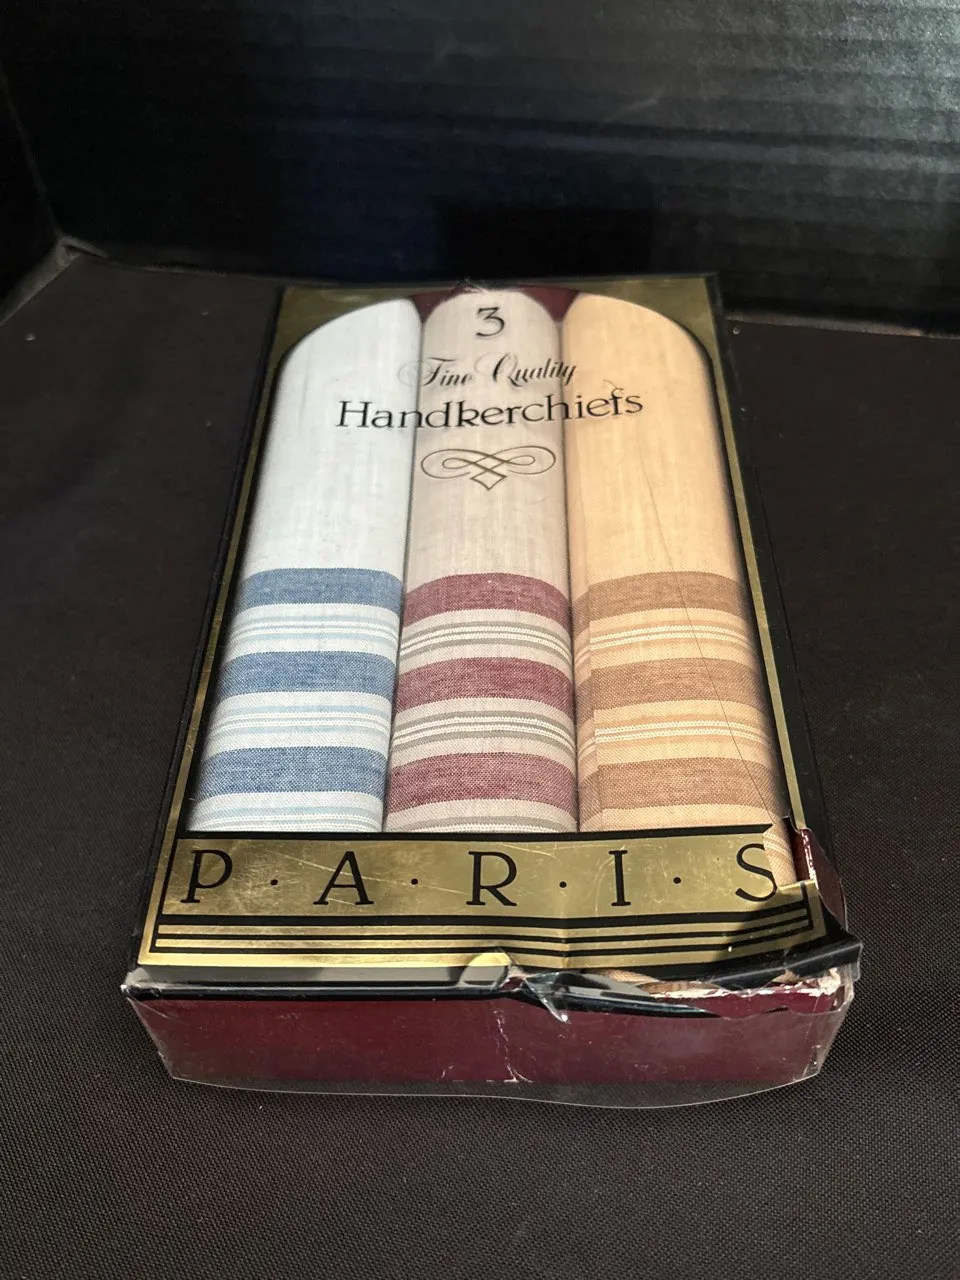 3
Fine Quality
Handkerchiefs
P·A·R·I·S